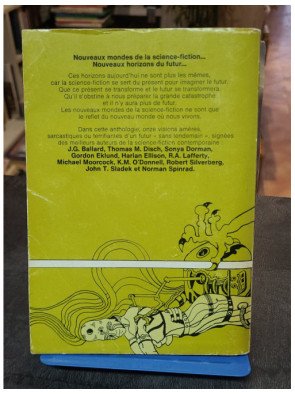 Nouveaux mondes de la science-fiction...
Nouveaux horizons du futur...
Ces horizons aujourd'hui ne sont plus les mêmes,
car la science-fiction se sert du présent pour imaginer le futur.
Que ce présent se transforme et le futur se transformera.
Qu'il s'obstine à nous préparer la grande catastrophe
et il n'y aura plus de futur.
Les nouveaux mondes de la science-fiction ne sont que
le reflet du nouveau monde où nous vivons.
Dans cette anthologie, onze visions amères,
sarcastiques ou terrifiantes d'un futur « sans lendemain », signées
des meilleurs auteurs de la science-fiction contemporaine :
J.G. Ballard, Thomas M. Disch, Sonya Dorman,
Gordon Eklund, Harlan Ellison, R.A. Lafferty,
Michael Moorcock, K.M. O'Donnell, Robert Silverberg,
John T. Sladek et Norman Spinrad.